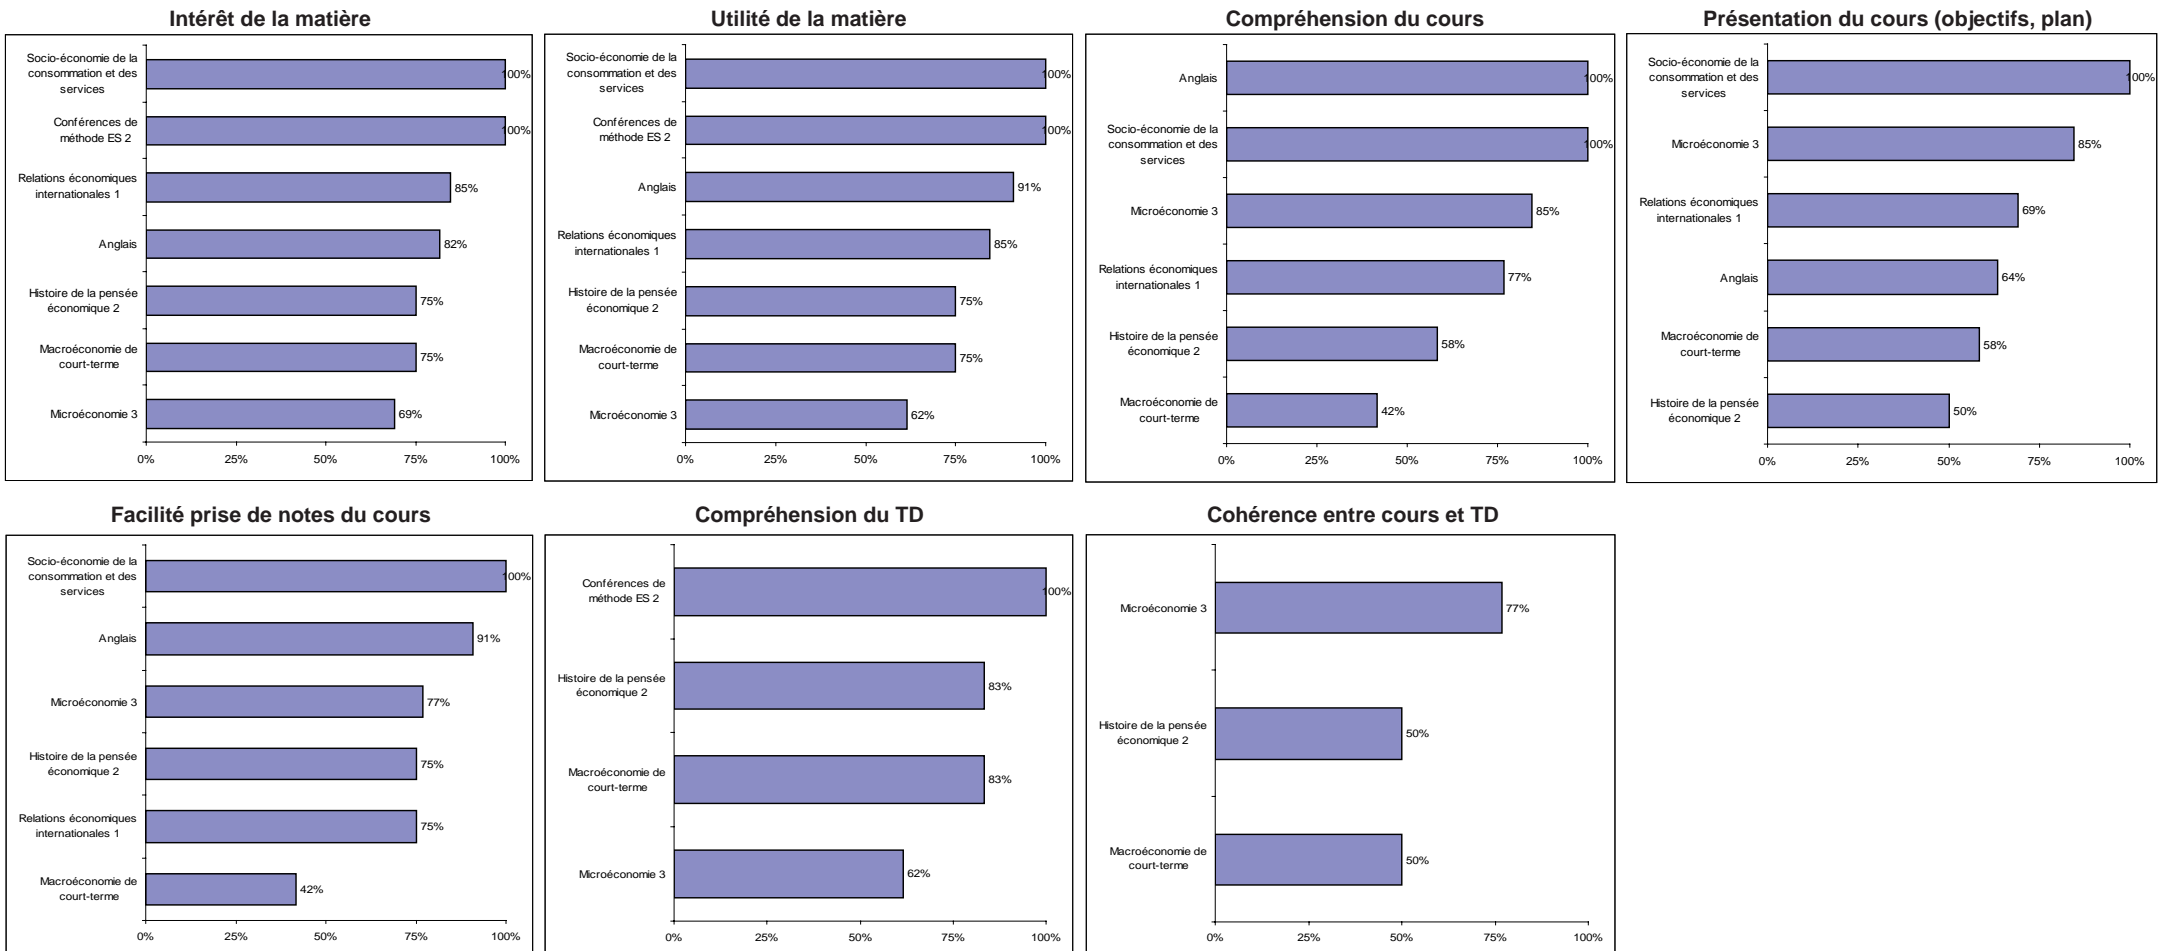 Intérêt de la matière
Socio-économie de la
consommation et des
services
100%
Conférences de
méthode ES 2
100%
Relations économiques
internationales 1
85%
Anglais
82%
Histoire de la pensée
économique 2
75%
Macroéconomie de
court-terme
75%
Microéconomie 3
69%
0% 25% 50% 75% 100%
Utilité de la matière
Socio-économie de la
consommation et des
services
100%
Conférences de
méthode ES 2
100%
Anglais
91%
Relations économiques
internationales 1
85%
Histoire de la pensée
économique 2
75%
Macroéconomie de
court-terme
75%
Microéconomie 3
62%
0% 25% 50% 75% 100%
Compréhension du cours
Anglais
100%
Socio-économie de la
consommation et des
services
100%
Microéconomie 3
85%
Relations économiques
internationales 1
77%
Histoire de la pensée
économique 2
58%
Macroéconomie de
court-terme
42%
0% 25% 50% 75% 100%
Présentation du cours (objectifs, plan)
Socio-économie de la
consommation et des
services
100%
Microéconomie 3
85%
Relations économiques
internationales 1
69%
Anglais
64%
Macroéconomie de
court-terme
58%
Histoire de la pensée
économique 2
50%
0% 25% 50% 75% 100%
Facilité prise de notes du cours
Socio-économie de la
consommation et des
services
100%
Anglais
91%
Microéconomie 3
77%
Histoire de la pensée
économique 2
75%
Relations économiques
internationales 1
75%
Macroéconomie de
court-terme
42%
0% 25% 50% 75% 100%
Compréhension du TD
Conférences de
méthode ES 2
100%
Histoire de la pensée
économique 2
83%
Macroéconomie de
court-terme
83%
Microéconomie 3
62%
0% 25% 50% 75% 100%
Cohérence entre cours et TD
Microéconomie 3
77%
Histoire de la pensée
économique 2
50%
Macroéconomie de
court-terme
50%
0% 25% 50% 75% 100%